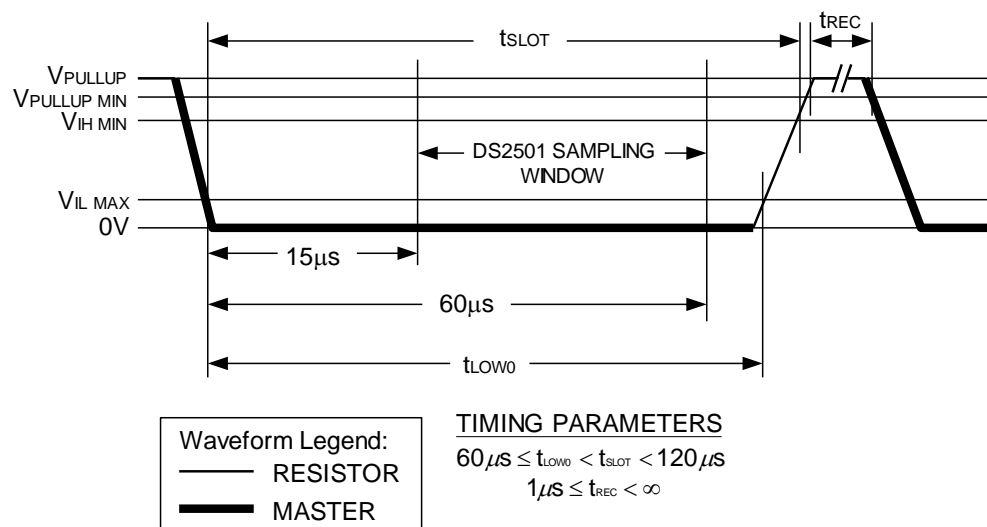 tREC
tSLOT
VPULLUP
VPULLUP MIN
VIH MIN
DS2501 SAMPLING
WINDOW
VIL MAX
0V
15µs
60µs
tLOW0
Waveform Legend:
RESISTOR
MASTER
TIMING PARAMETERS
60µs ≤ tLOW0 < tSLOT < 120µs
1µs ≤ tREC < ∞